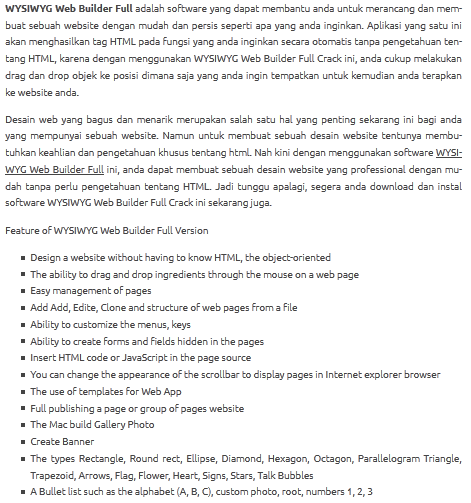 WYSIWYG Web Builder Full adalah software yang dapat membantu anda untuk merancang dan mem-
buat sebuah website dengan mudah dan persis seperti apa yang anda inginkan. Aplikasi yang satu ini
akan menghasilkan tag HTML pada fungsi yang anda inginkan secara otomatis tanpa pengetahuan ten-
tang HTML, karena dengan menggunakan WYSIWYG Web Builder Full Crack ini, anda cukup melakukan
drag dan drop objek ke posisi dimana saja yang anda ingin tempatkan untuk kemudian anda terapkan
ke website anda.
Desain web yang bagus dan menarik merupakan salah satu hal yang penting sekarang ini bagi anda
yang mempunyai sebuah website. Namun untuk membuat sebuah desain website tentunya membu-
tuhkan keahlian dan pengetahuan khusus tentang html. Nah kini dengan menggunakan software WYSI-
WYG Web Builder Full ini, anda dapat membuat sebuah desain website yang professional dengan mu-
dah tanpa perlu pengetahuan tentang HTML. Jadi tunggu apalagi, segera anda download dan instal
software WYSIWYG Web Builder Full Crack ini sekarang juga.
Feature of WYSIWYG Web Builder Full Version
Design a website without having to know HTML, the object-oriented
The ability to drag and drop ingredients through the mouse on a web page
Easy management of pages
Add Add, Edite, Clone and structure of web pages from a file
Ability to customize the menus, keys
Ability to create forms and fields hidden in the pages
Insert HTML code or JavaScript in the page source
You can change the appearance of the scrollbar to display pages in Internet explorer browser
The use of templates for Web App
Full publishing a page or group of pages website
The Mac build Gallery Photo
Create Banner
The types Rectangle, Round rect, Ellipse, Diamond, Hexagon, Octagon, Parallelogram Triangle,
Trapezoid, Arrows, Flag, Flower, Heart, Signs, Stars, Talk Bubbles
A Bullet list such as the alphabet (A, B, C), custom photo, root, numbers 1, 2, 3